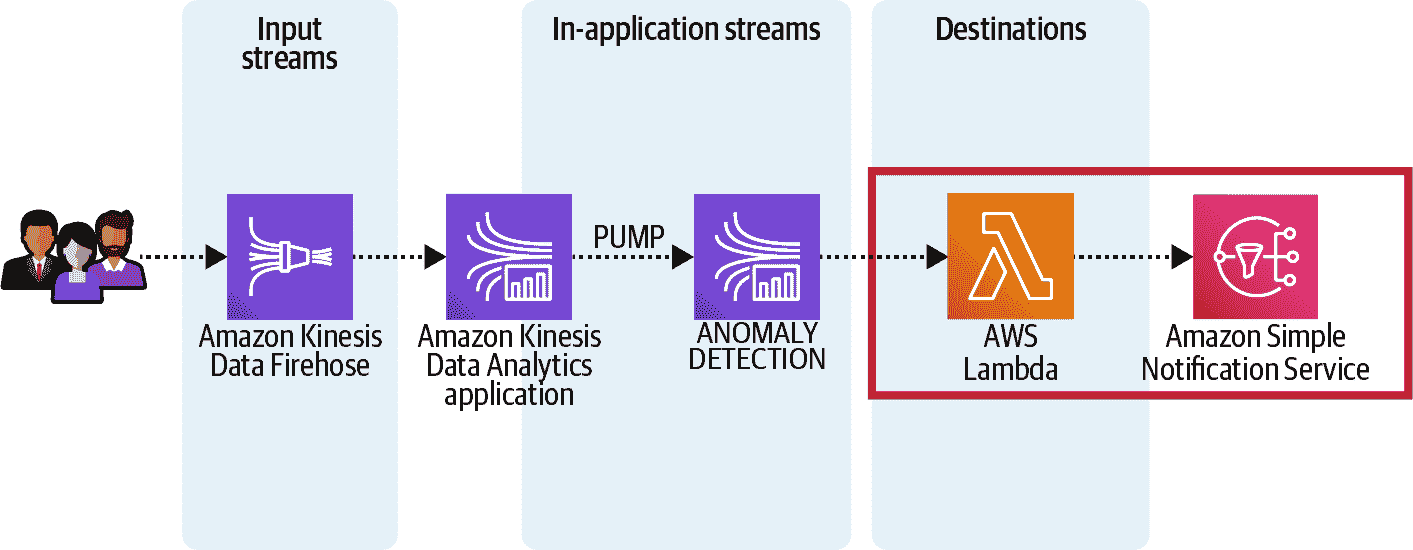 Input
streams
In-application streams
Destinations
PUMP
Amazon Kinesis
Data Firehose
Amazon Kinesis
Data Analytics
application
ANOMALY
DETECTION
AWS
Lambda
Amazon Simple
Notification Service